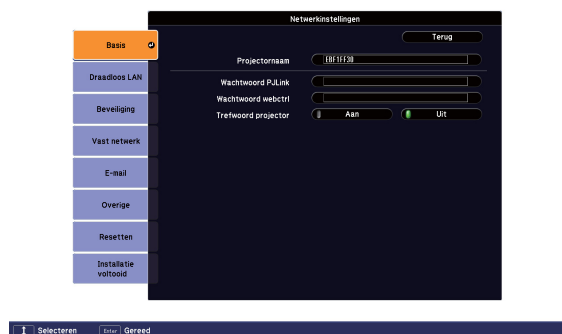 Netwerkinstellingen
Terug
Basis
Projectornaam EBF1FF30
Draadloos LAN
Wachtwoord PJLink
Wachtwoord webctrl
Beveiliging
Trefwoord projector Aan Uit
Vast netwerk
E-mail
Overige
Resetten
Installatie
voltooid
Selecteren Enter Gereed